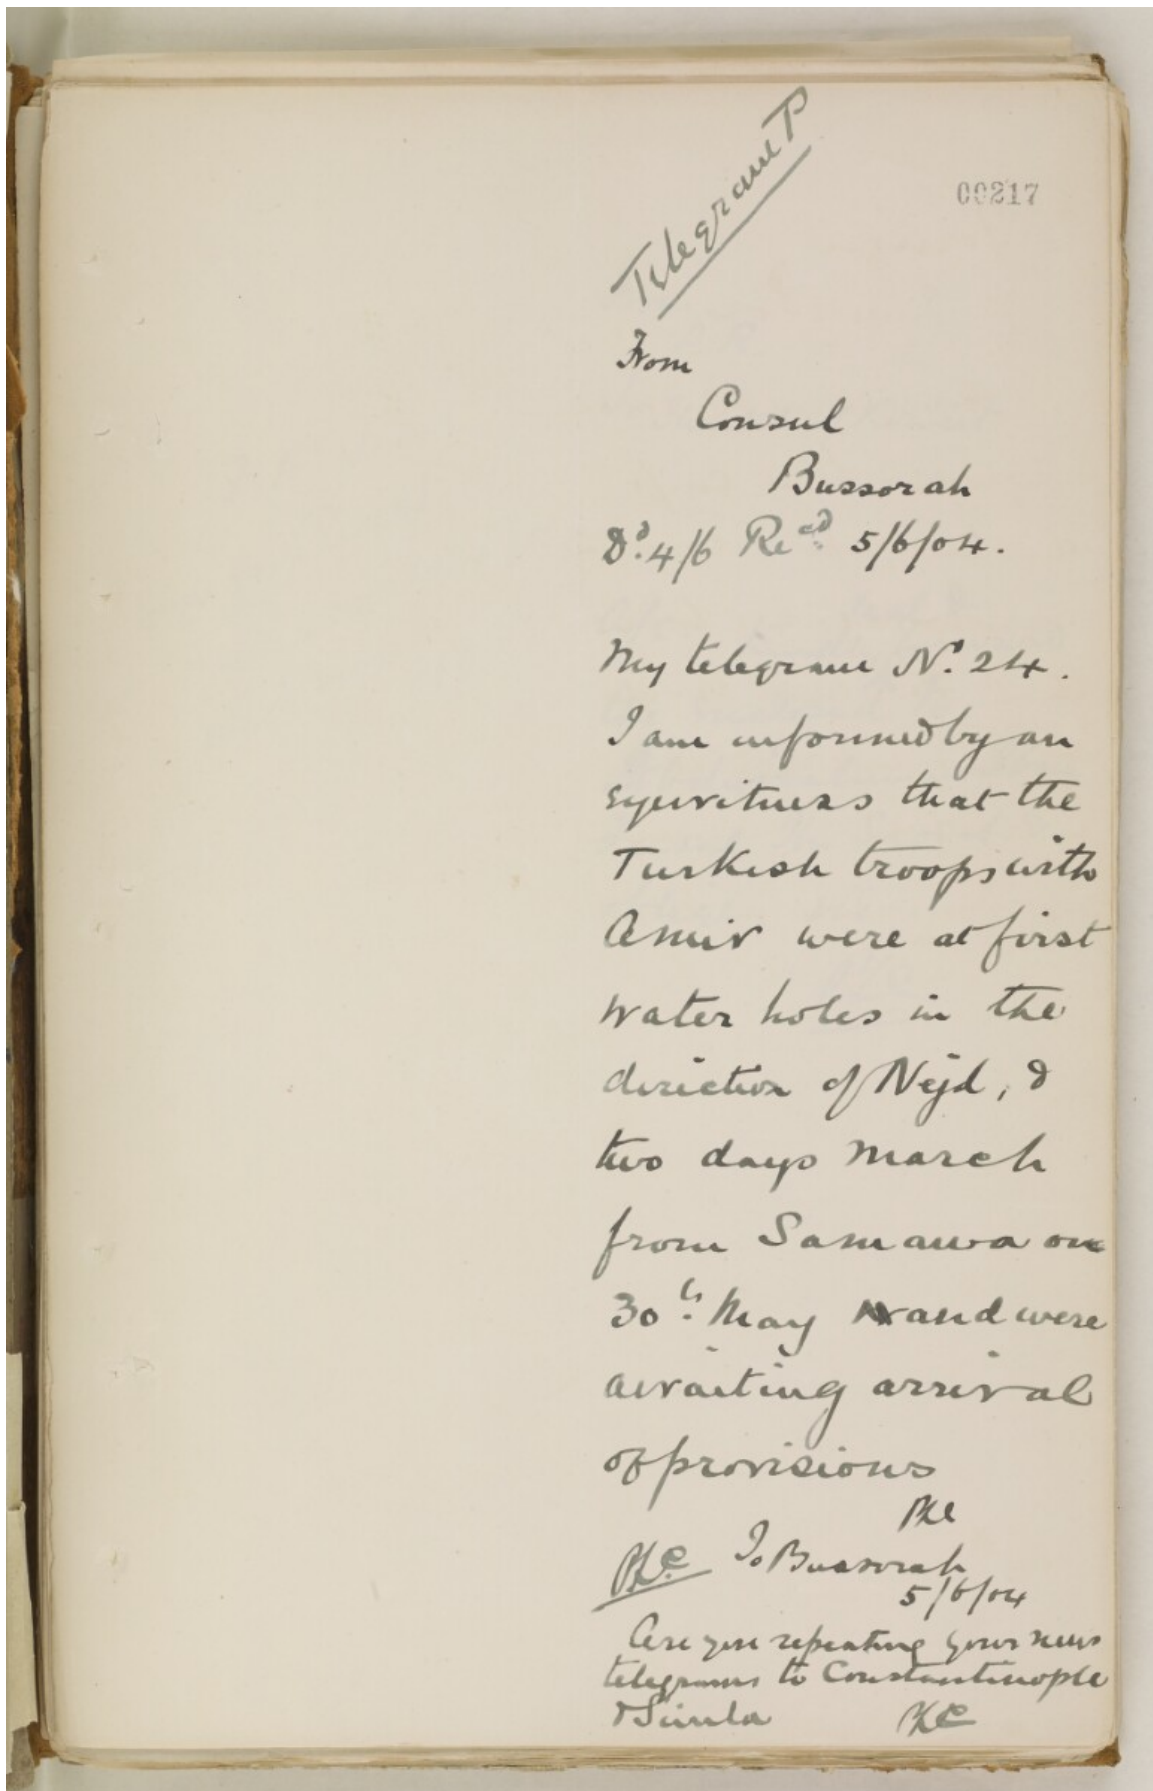 Telegram P
00217
From
Consul
Bussorah
Dd. 4/6 Recd. 5/6/04.
My telegram No. 24.
I am informed by an
eyewitness that the
Turkish troops with
Amir were at first
water holes in the
direction of Nejd, &
two days march
from Samawa on
30th May and were
awaiting arrival
of provisions
To Bussorah
5/6/04
Are you repeating your news
telegrams to Constantinople
& Simla